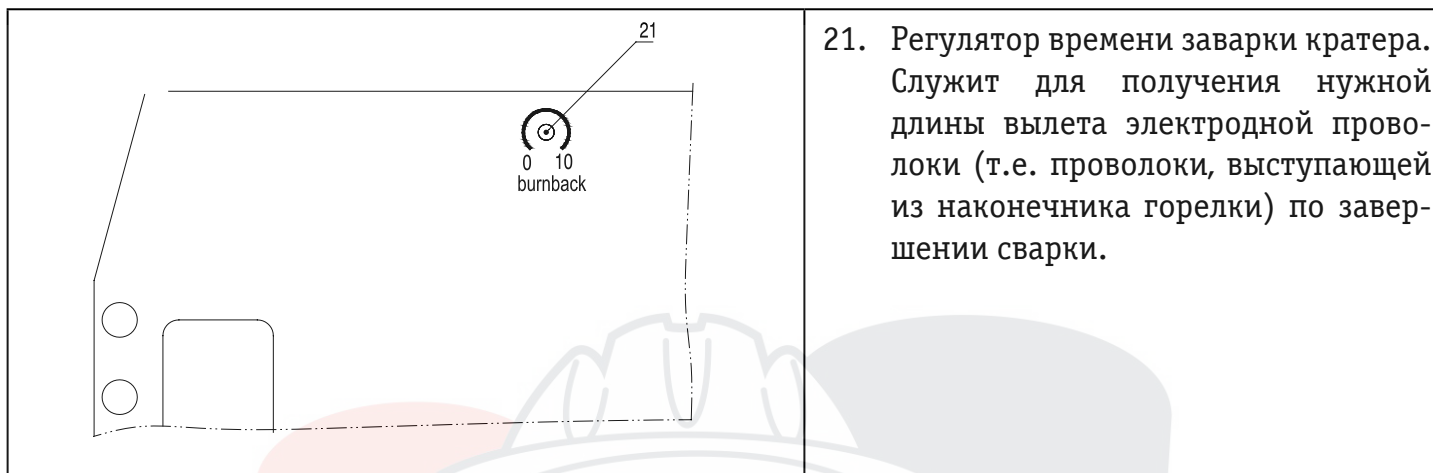 21
0 10
burnback
21. Регулятор времени заварки кратера.
Служит для получения нужной
длины вылета электродной прово-
локи (т.е. проволоки, выступающей
из наконечника горелки) по завер-
шении сварки.